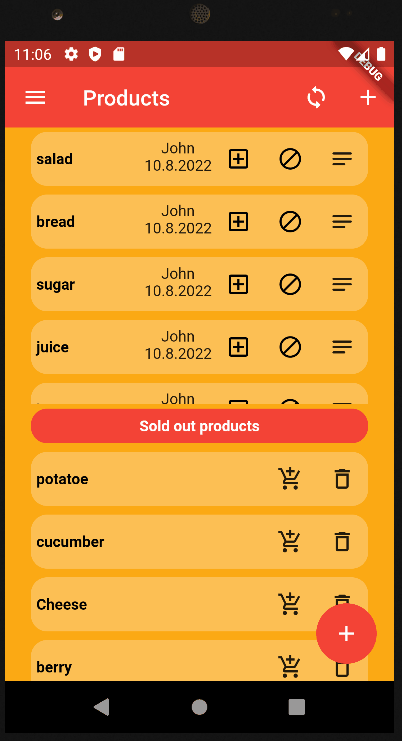 11:06
DEBUG
Products
salad
John
10.8.2022
bread
John
10.8.2022
sugar
John
10.8.2022
juice
John
10.8.2022
John
Sold out products
potatoe
cucumber
Cheese
berry